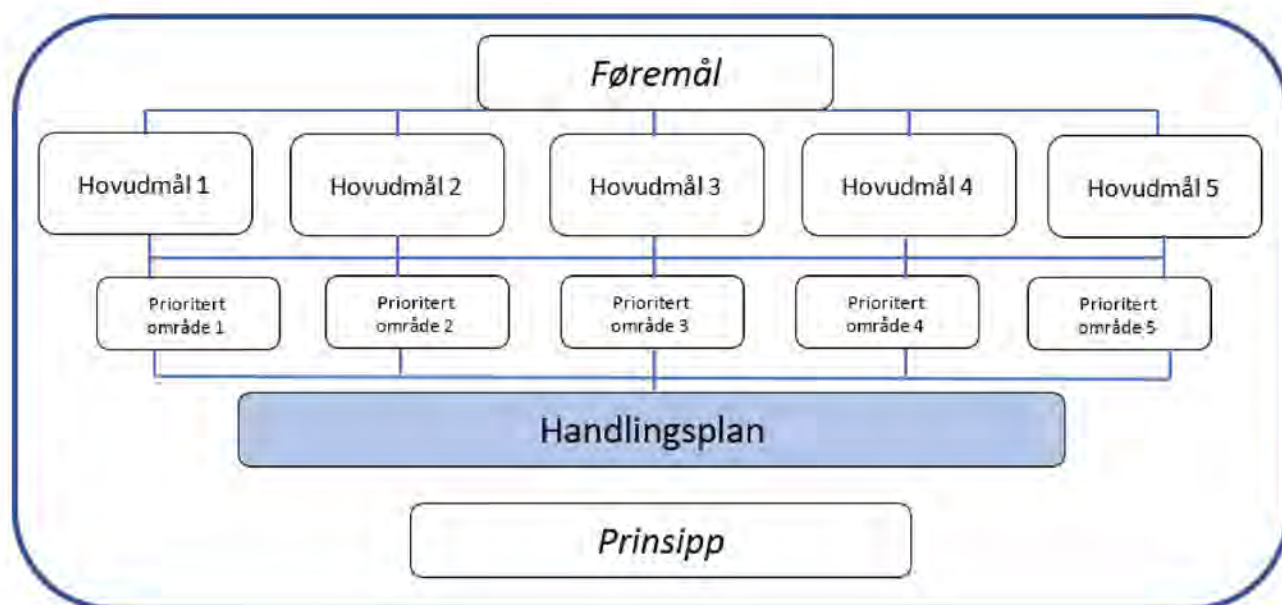 Føremål
Hovudmål 1
Hovudmål 2
Hovudmål 3
Hovudmål 4
Hovudmål 5
Prioritert
område 1
Prioritert
område 2
Prioritert
område 3
Prioritert
område 4
Prioritert
område 5
Handlingsplan
Prinsipp